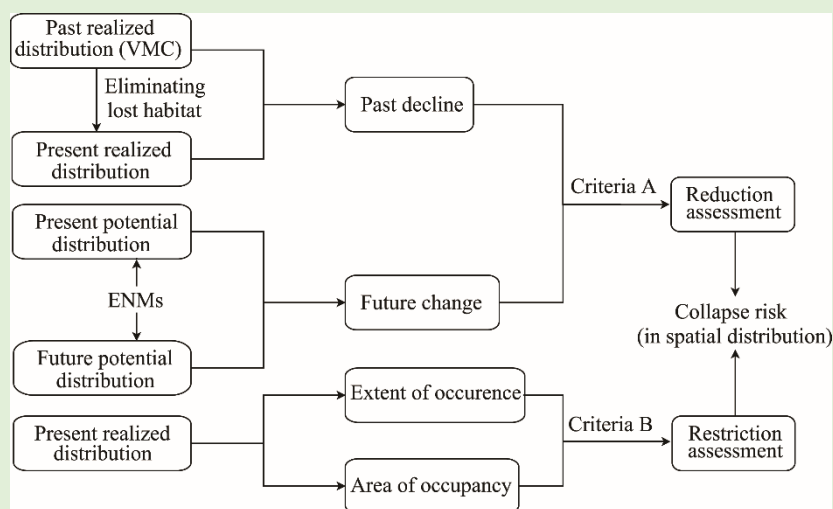 Past realized
distribution (VMC)
Eliminating
lost habitat
Present realized
distribution
Past decline
Present potential
distribution
ENMs
Future potential
distribution
Future change
Criteria A
Reduction
assessment
Collapse risk
(in spatial distribution)
Present realized
distribution
Extent of occurence
Area of occupancy
Criteria B
Restriction
assessment